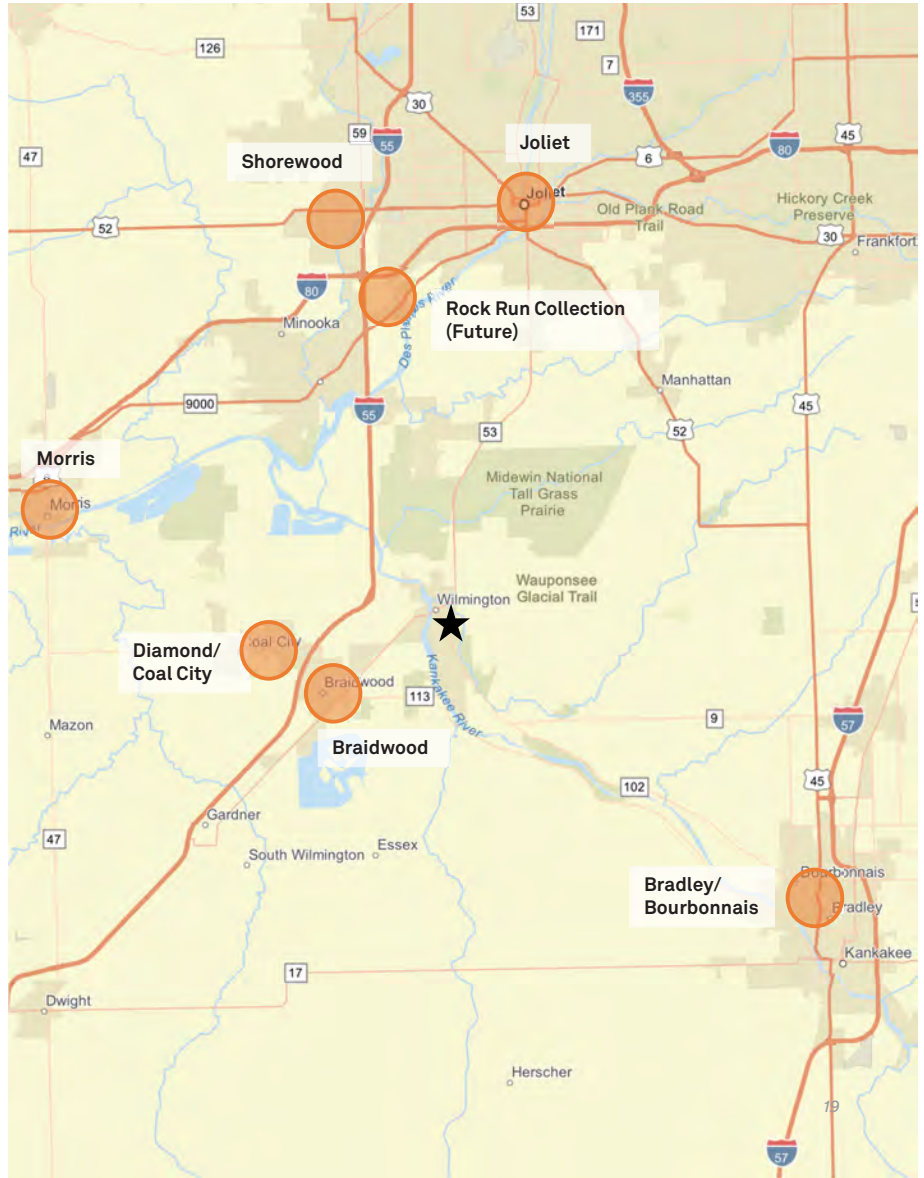 53
126
171
7
30
355
59
55
45
47
6
80
Shorewood
Joliet
Joliet
Hickory Creek
Preserve
Old Plank Road
Trail
52
30
Frankfort
80
Rock Run Collection
(Future)
Minooka
Des Plaines River
Manhattan
9000
55
45
53
52
Morris
Midewin National
Tall Grass
Prairie
Morris
River
Wauponsee
Glacial Trail
Wilmington
Diamond/
Coal City
Coal City
Braidwood
113
Kankakee River
9
57
Mazon
Braidwood
45
102
Gardner
47
Essex
South Wilmington
Bradley/
Bourbonnais
Bourbonnais
Bradley
Kankakee
17
Dwight
Herscher
19
57